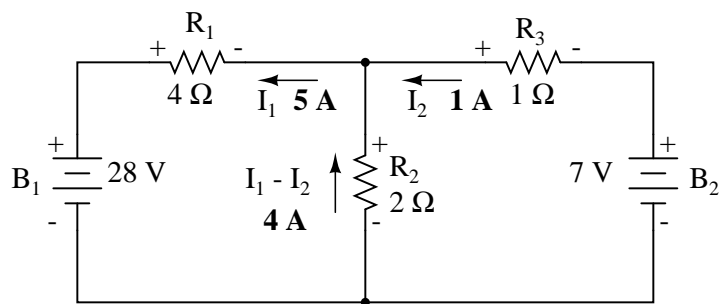 R1
R3
+ -
+ -
4 Ω
I1 5 A
I2 1 A
1 Ω
+
+
+
B1
28 V
I1 - I2
R2
7 V
B2
2 Ω
4 A
-
-
-